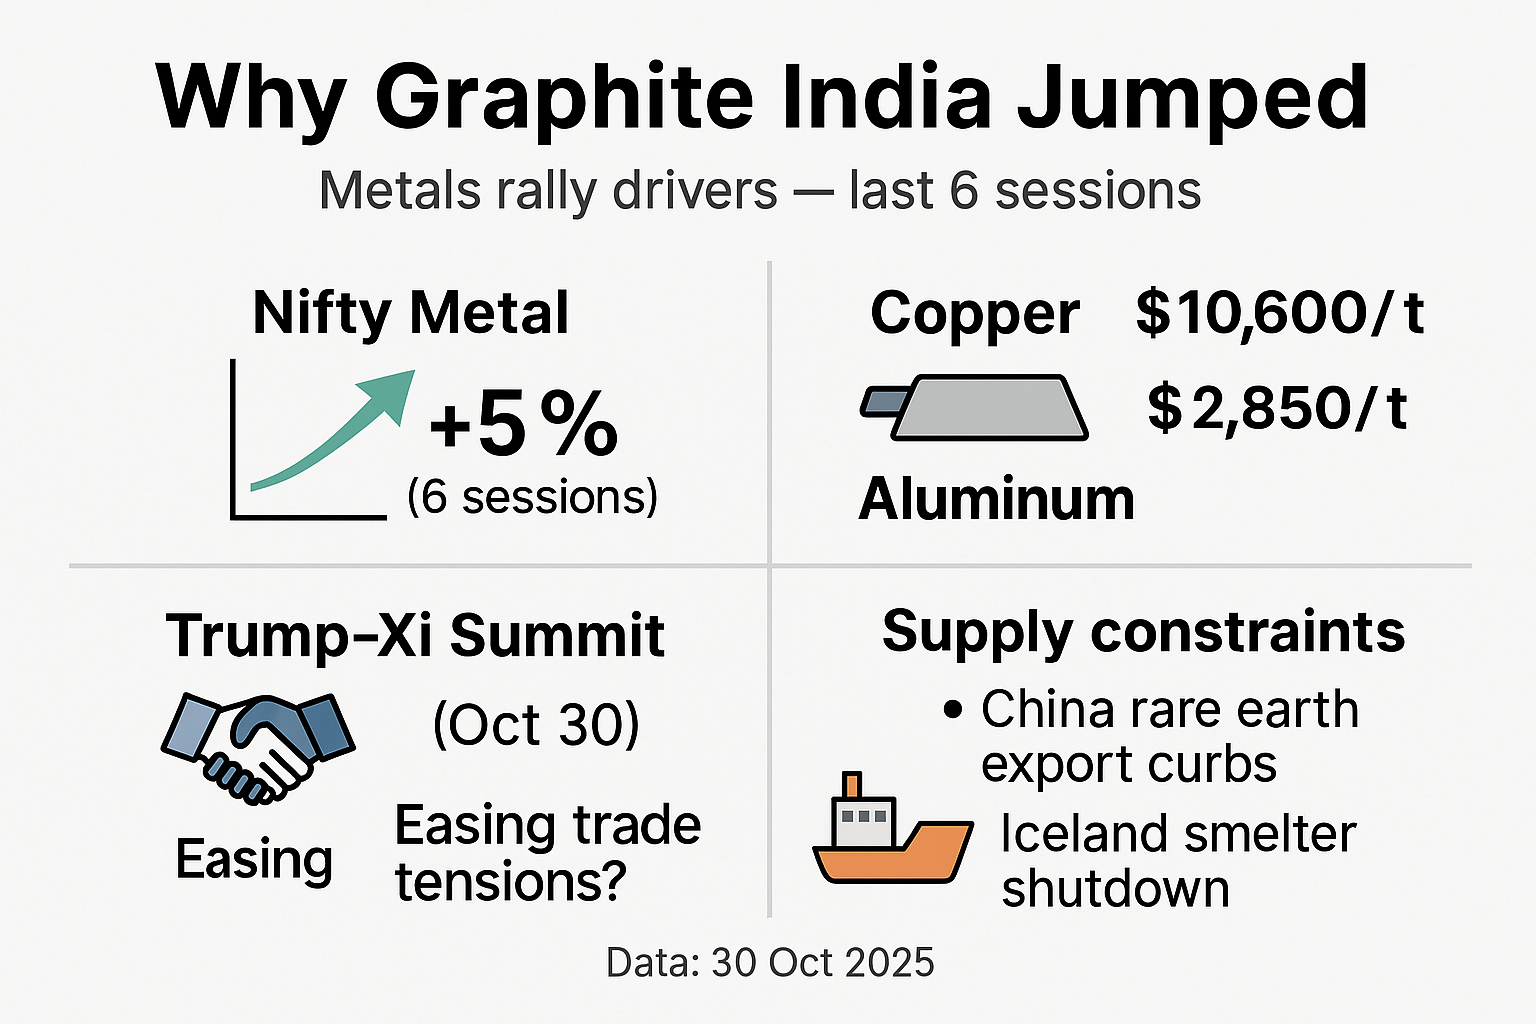 Why Graphite India Jumped
Metals rally drivers — last 6 sessions
Nifty Metal
+5%
(6 sessions)
Copper $10,600/t
$2,850/t
Aluminum
Trump–Xi Summit
(Oct 30)
Easing
Easing trade
tensions?
Supply constraints
• China rare earth
export curbs
Iceland smelter
shutdown
Data: 30 Oct 2025